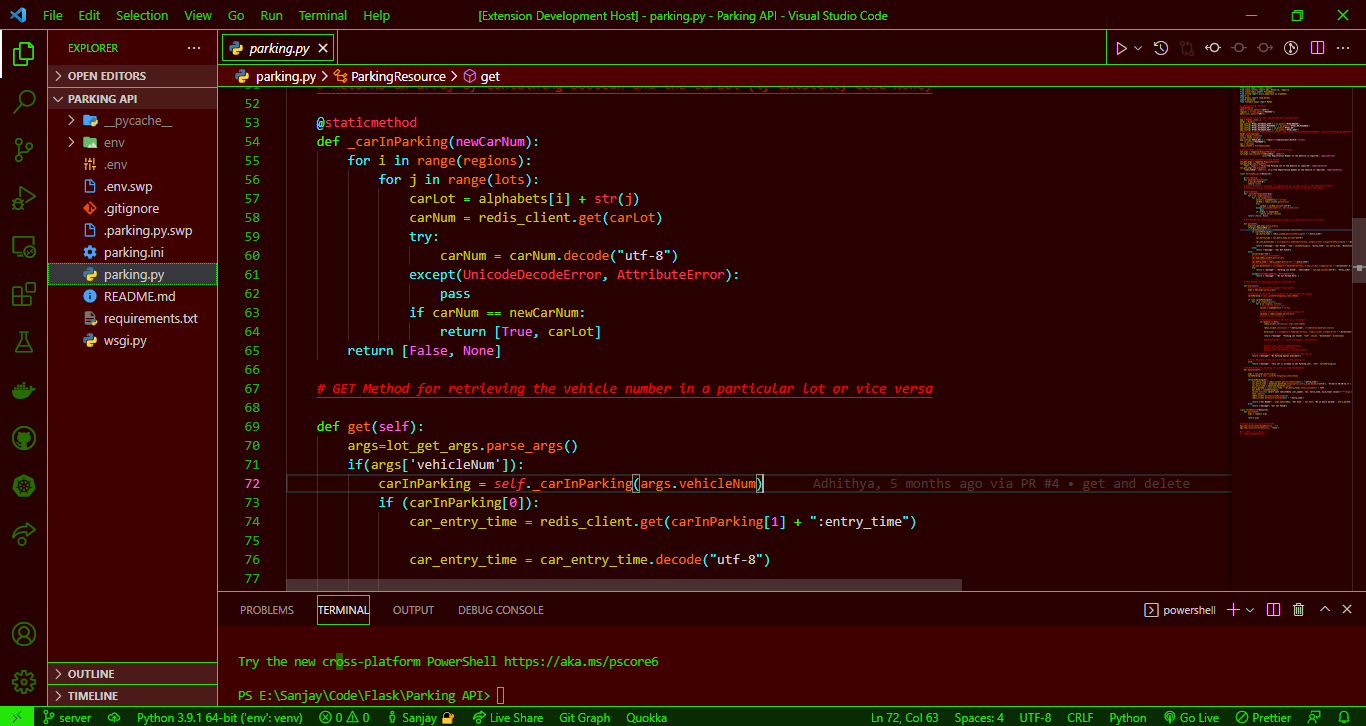 File Edit Selection View Go Run Terminal Help [Extension Development Host] - parking.py - Parking API - Visual Studio Code
EXPLORER
OPEN EDITORS
PARKING API
__pycache__
env
.env
.env.swp
.gitignore
.parking.py.swp
parking.ini
parking.py
README.md
requirements.txt
wsgi.py
OUTLINE
TIMELINE
parking.py
parking.py > ParkingResource > get
52
53 @staticmethod
54 def _carInParking(newCarNum):
55 for i in range(regions):
56 for j in range(lots):
57 carLot = alphabets[i] + str(j)
58 carNum = redis_client.get(carLot)
59 try:
60 carNum = carNum.decode("utf-8")
61 except(UnicodeDecodeError, AttributeError):
62 pass
63 if carNum == newCarNum:
64 return [True, carLot]
65 return [False, None]
66
67 # GET Method for retrieving the vehicle number in a particular lot or vice versa
68
69 def get(self):
70 args=lot_get_args.parse_args()
71 if(args['vehicleNum']):
72 carInParking = self._carInParking(args.vehicleNum) Adhithya, 5 months ago via PR #4 • get and delete
73 if (carInParking[0]):
74 car_entry_time = redis_client.get(carInParking[1] + ":entry_time")
75
76 car_entry_time = car_entry_time.decode("utf-8")
77
PROBLEMS TERMINAL OUTPUT DEBUG CONSOLE powershell
Try the new cross-platform PowerShell https://aka.ms/pscore6
PS E:\Sanjay\Code\Flask\Parking API>
server Python 3.9.1 64-bit ('env': venv) 0 0 Sanjay Live Share Git Graph Quokka Ln 72, Col 63 Spaces: 4 UTF-8 CRLF Python Go Live Prettier